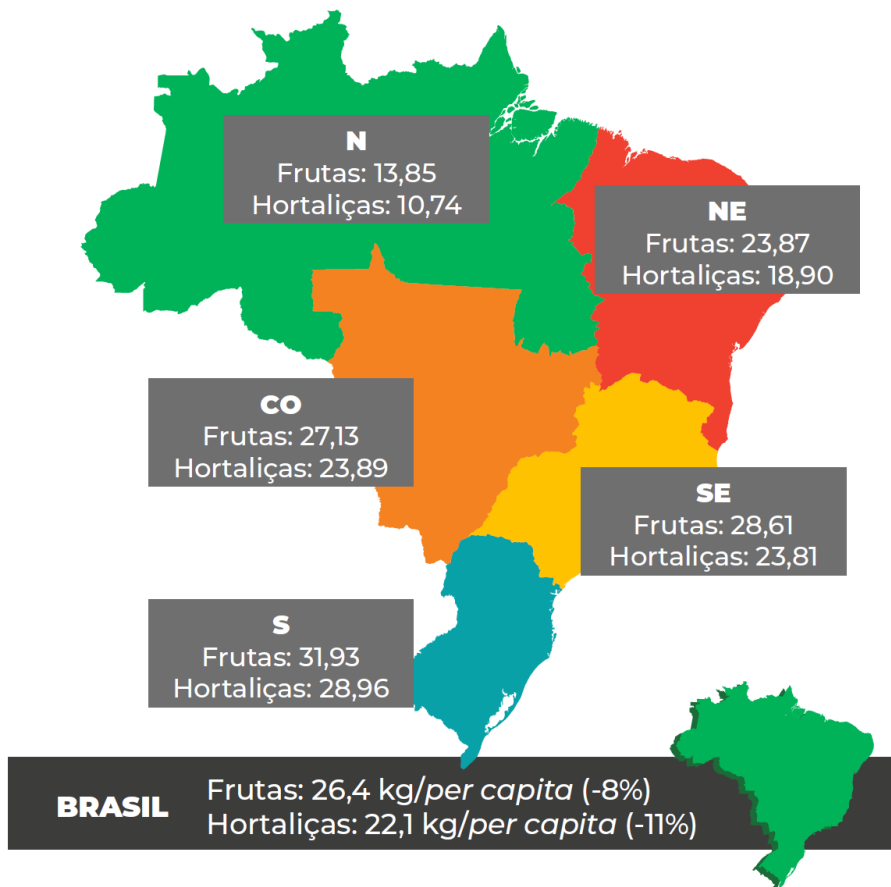 N
Frutas: 13,85
Hortaliças: 10,74
NE
Frutas: 23,87
Hortaliças: 18,90
CO
Frutas: 27,13
Hortaliças: 23,89
SE
Frutas: 28,61
Hortaliças: 23,81
S
Frutas: 31,93
Hortaliças: 28,96
BRASIL
Frutas: 26,4 kg/per capita (-8%)
Hortaliças: 22,1 kg/per capita (-11%)